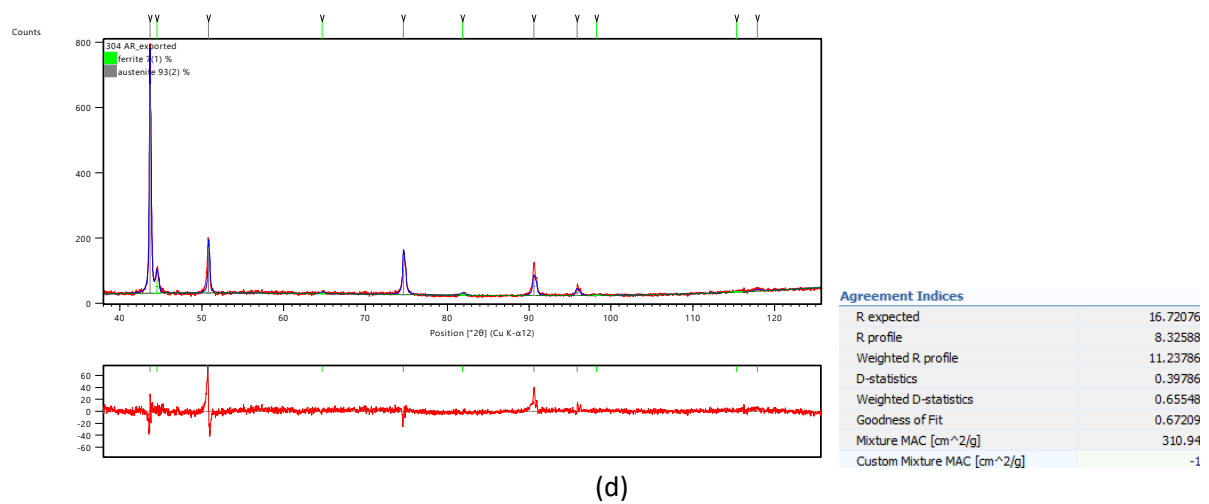 Counts
800
600
400
200
0
304 AR_exported
ferrite 7(1) %
austenite 93(2) %
40 50 60 70 80 90 100 110 120
Position [°2θ] (Cu K-α12)
60
40
20
0
-20
-40
-60
Agreement Indices
R expected 16.72076
R profile 8.32588
Weighted R profile 11.23786
D-statistics 0.39786
Weighted D-statistics 0.65548
Goodness of Fit 0.67209
Mixture MAC [cm^2/g] 310.94
Custom Mixture MAC [cm^2/g] -1
(d)